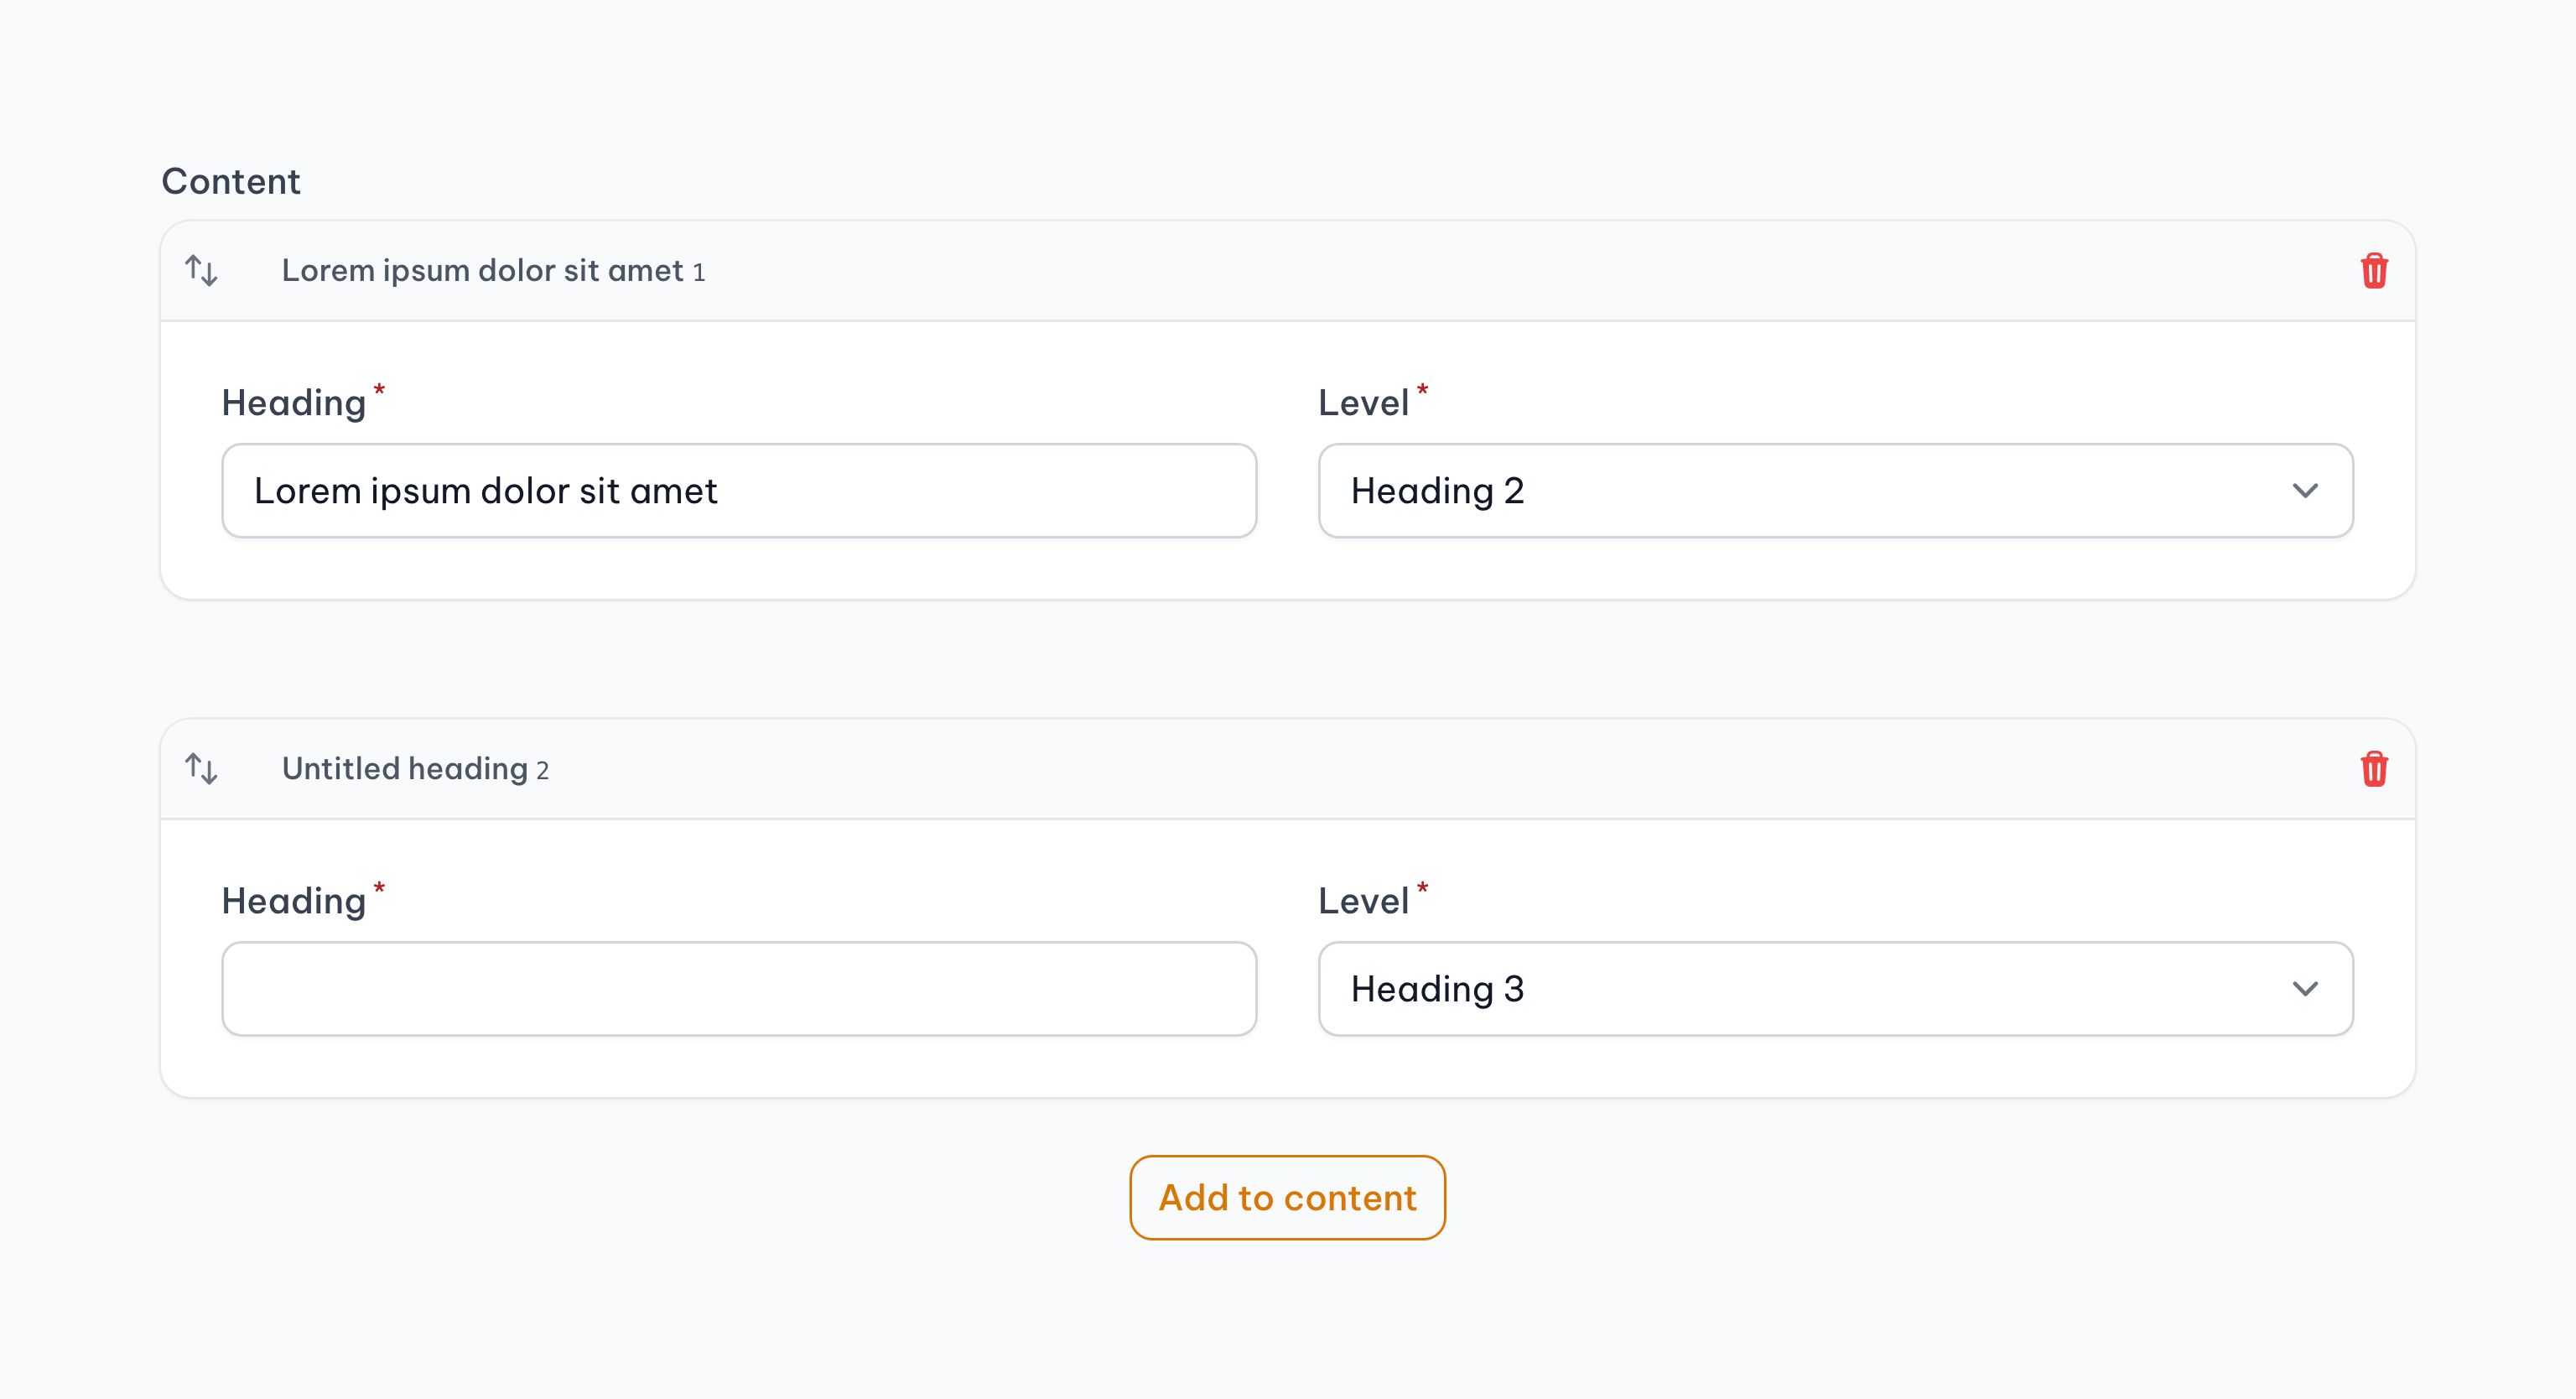 Content
Lorem ipsum dolor sit amet 1
Heading* Level*
Lorem ipsum dolor sit amet Heading 2
Untitled heading 2
Heading* Level*
Heading 3
Add to content